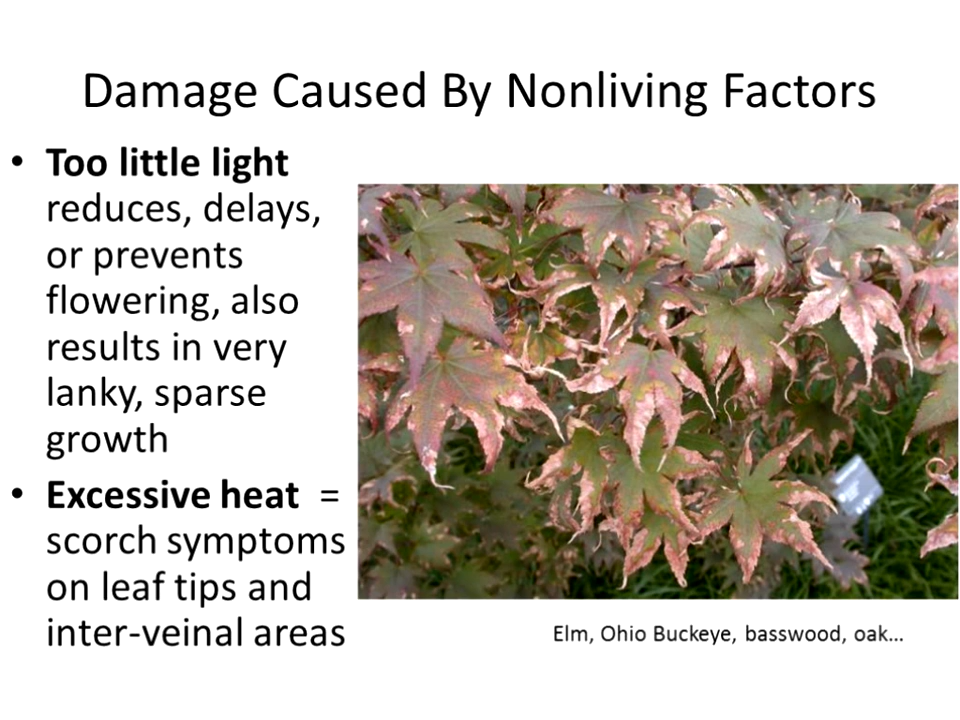 Damage Caused By Nonliving Factors
• Too little light
reduces, delays,
or prevents
flowering, also
results in very
lanky, sparse
growth
• Excessive heat =
scorch symptoms
on leaf tips and
inter-veinal areas
Elm, Ohio Buckeye, basswood, oak...